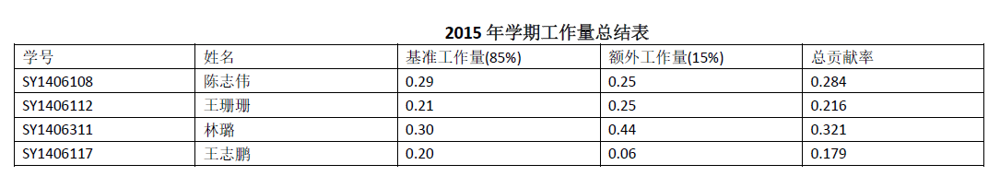 2015 年学期工作量总结表
学号 姓名 基准工作量(85%) 额外工作量(15%) 总贡献率
SY1406108 陈志伟 0.29 0.25 0.284
SY1406112 王珊珊 0.21 0.25 0.216
SY1406311 林璐 0.30 0.44 0.321
SY1406117 王志鹏 0.20 0.06 0.179